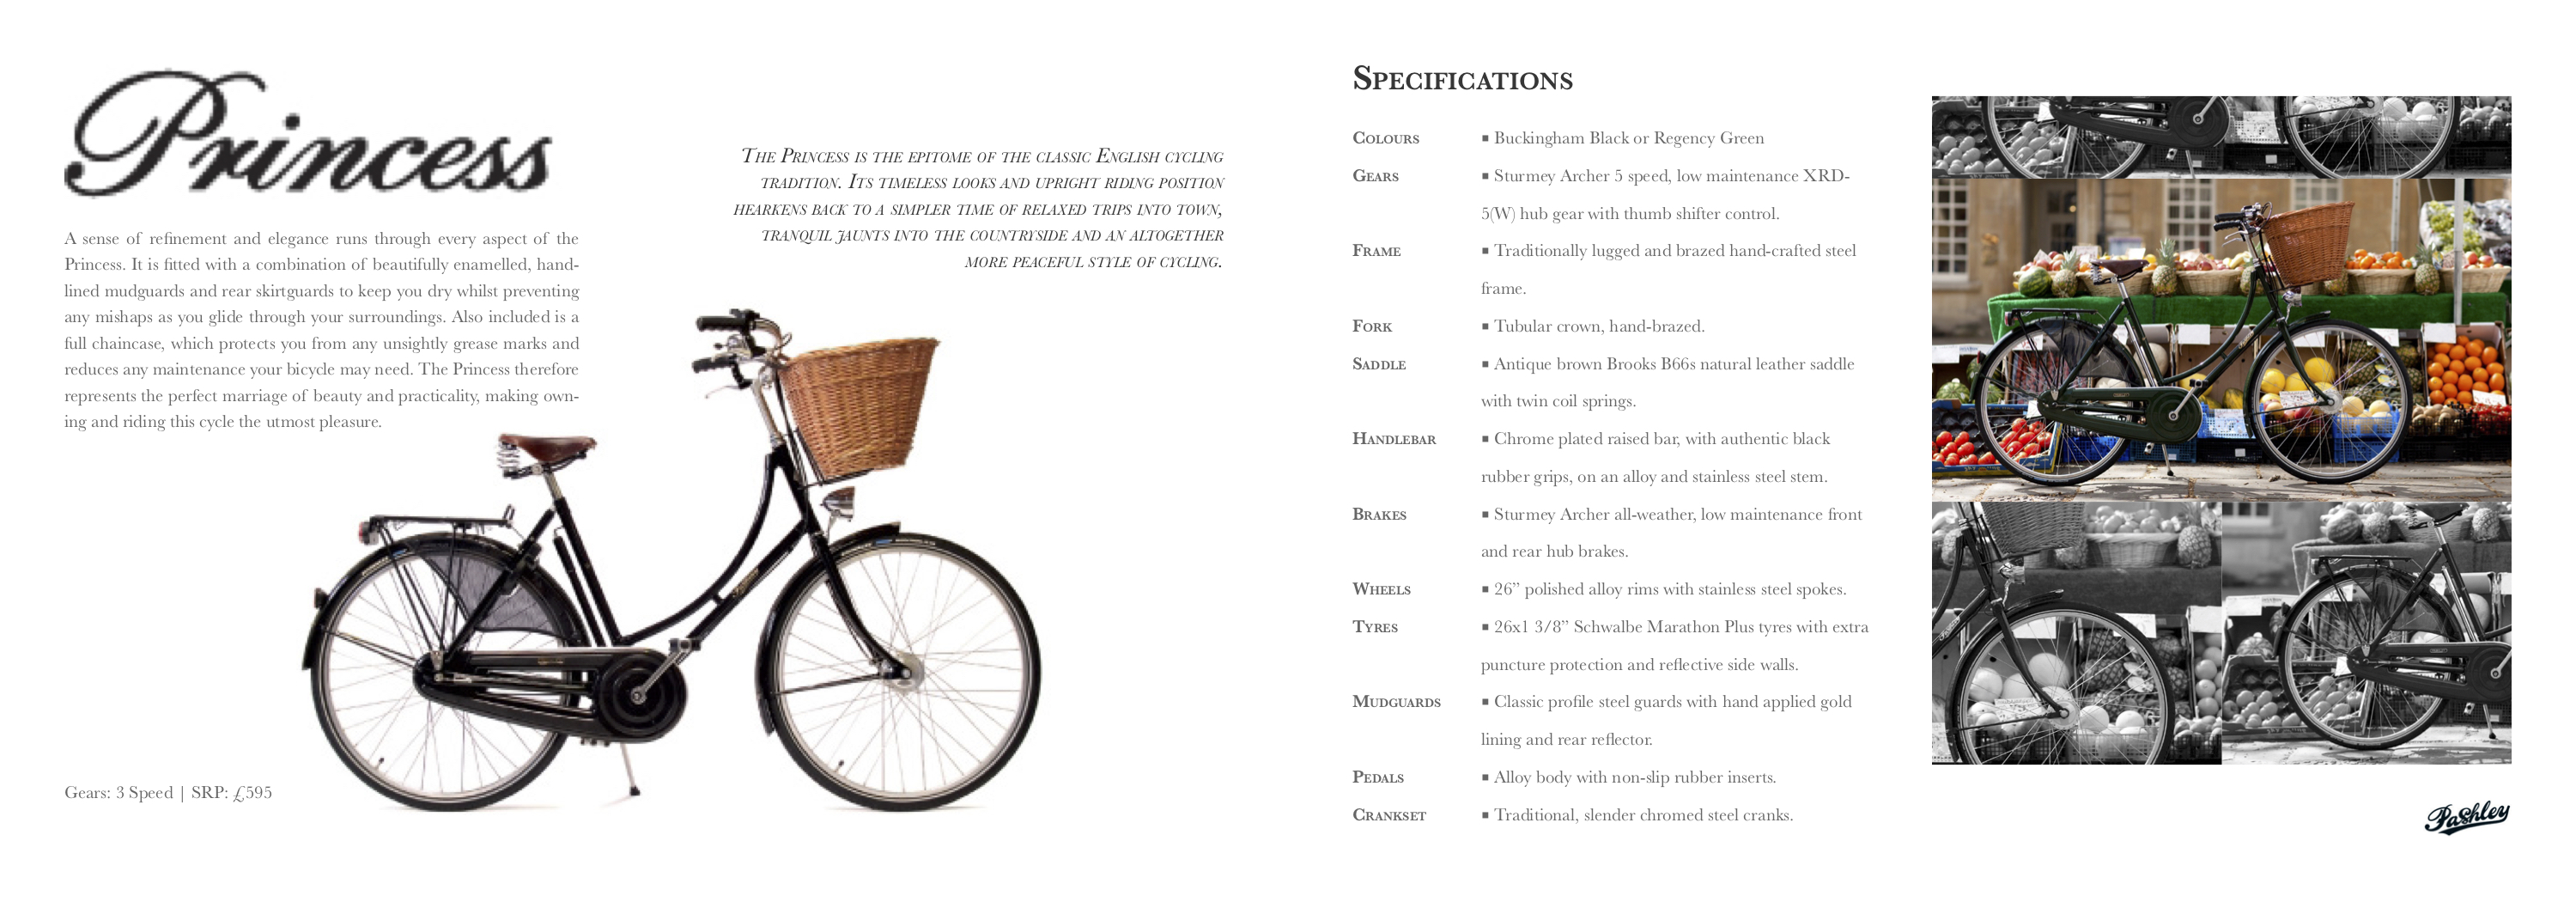 Princess
A sense of refinement and elegance runs through every aspect of the
Princess. It is fitted with a combination of beautifully enamelled, hand-
lined mudguards and rear skirtguards to keep you dry whilst preventing
any mishaps as you glide through your surroundings. Also included is a
full chaincase, which protects you from any unsightly grease marks and
reduces any maintenance your bicycle may need. The Princess therefore
represents the perfect marriage of beauty and practicality, making own-
ing and riding this cycle the utmost pleasure.
The Princess is the epitome of the classic English cycling
tradition. Its timeless looks and upright riding position
hearkens back to a simpler time of relaxed trips into town,
tranquil jaunts into the countryside and an altogether
more peaceful style of cycling.
Gears: 3 Speed | SRP: £595
Specifications
Colours ▪ Buckingham Black or Regency Green
Gears ▪ Sturmey Archer 5 speed, low maintenance XRD-
5(W) hub gear with thumb shifter control.
Frame ▪ Traditionally lugged and brazed hand-crafted steel
frame.
Fork ▪ Tubular crown, hand-brazed.
Saddle ▪ Antique brown Brooks B66s natural leather saddle
with twin coil springs.
Handlebar ▪ Chrome plated raised bar, with authentic black
rubber grips, on an alloy and stainless steel stem.
Brakes ▪ Sturmey Archer all-weather, low maintenance front
and rear hub brakes.
Wheels ▪ 26” polished alloy rims with stainless steel spokes.
Tyres ▪ 26x1 3/8” Schwalbe Marathon Plus tyres with extra
puncture protection and reflective side walls.
Mudguards ▪ Classic profile steel guards with hand applied gold
lining and rear reflector.
Pedals ▪ Alloy body with non-slip rubber inserts.
Crankset ▪ Traditional, slender chromed steel cranks.
Pashley